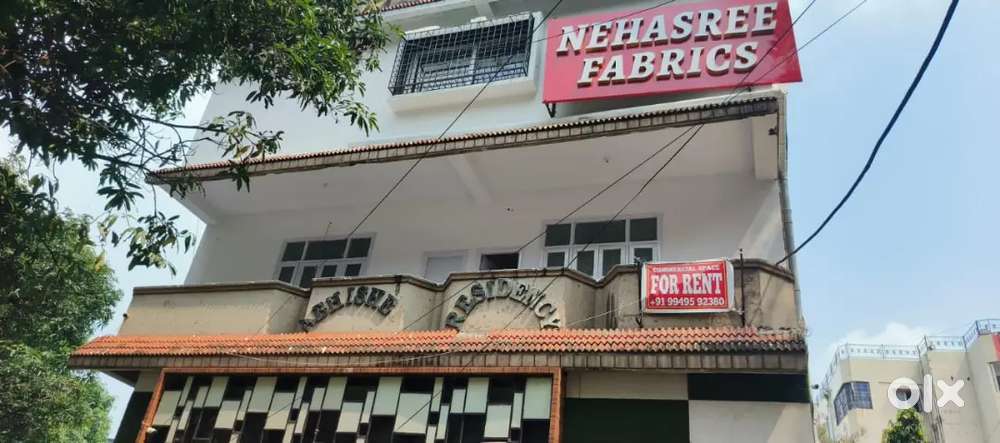 NEHASREE
FABRICS
COMMERCIAL SPACE
FOR RENT
+91 99495 92380
RESIDENCY
olx